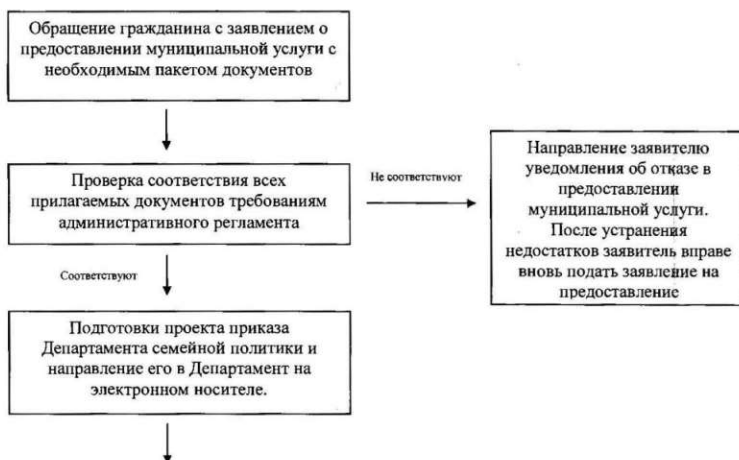 Обращение гражданина с заявлением о
предоставлении муниципальной услуги с
необходимым пакетом документов
Проверка соответствия всех
прилагаемых документов требованиям
административного регламента
Не соответствуют
Направление заявителю
уведомления об отказе в
предоставлении
муниципальной услуги.
После устранения
недостатков заявитель вправе
вновь подать заявление на
предоставление
Соответствуют
Подготовки проекта приказа
Департамента семейной политики и
направление его в Департамент на
электронном носителе.